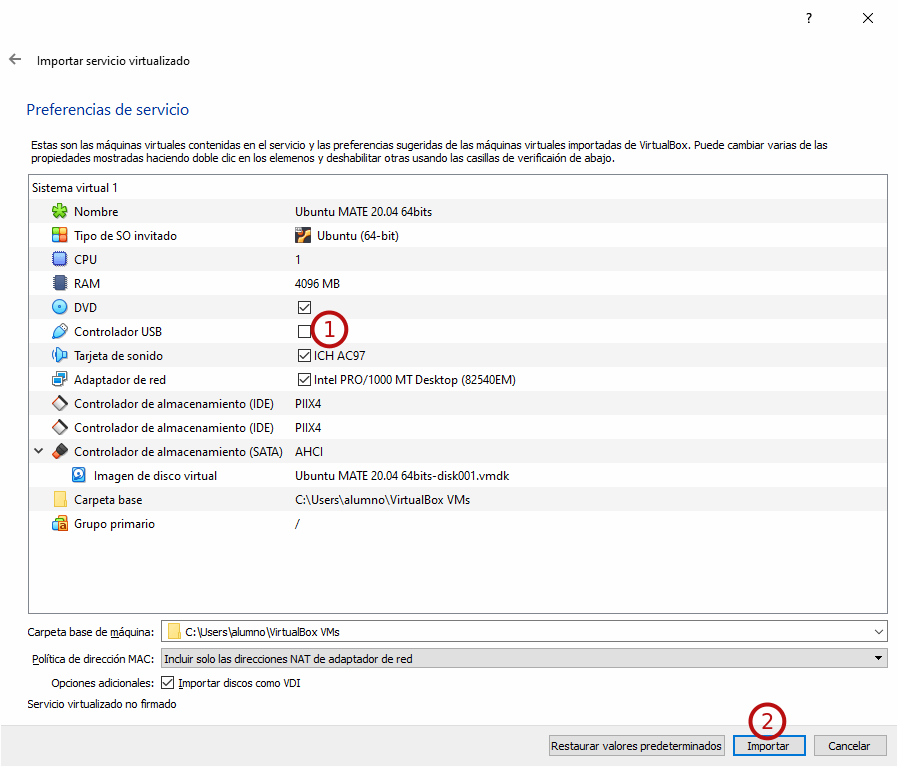 ?
Importar servicio virtualizado
Preferencias de servicio
Estas son las máquinas virtuales contenidas en el servicio y las preferencias sugeridas de las máquinas virtuales importadas de VirtualBox. Puede cambiar varias de las
propiedades mostradas haciendo doble clic en los elemenos y deshabilitar otras usando las casillas de verificaión de abajo.
Sistema virtual 1
Nombre Ubuntu MATE 20.04 64bits
Tipo de SO invitado Ubuntu (64-bit)
CPU 1
RAM 4096 MB
DVD
Controlador USB 1
Tarjeta de sonido ICH AC97
Adaptador de red Intel PRO/1000 MT Desktop (82540EM)
Controlador de almacenamiento (IDE) PIIX4
Controlador de almacenamiento (IDE) PIIX4
Controlador de almacenamiento (SATA) AHCI
Imagen de disco virtual Ubuntu MATE 20.04 64bits-disk001.vmdk
Carpeta base C:\Users\alumno\VirtualBox VMs
Grupo primario /
Carpeta base de máquina: C:\Users\alumno\VirtualBox VMs
Política de dirección MAC: Incluir solo las direcciones NAT de adaptador de red
Opciones adicionales: Importar discos como VDI
Servicio virtualizado no firmado
2
Restaurar valores predeterminados Importar Cancelar